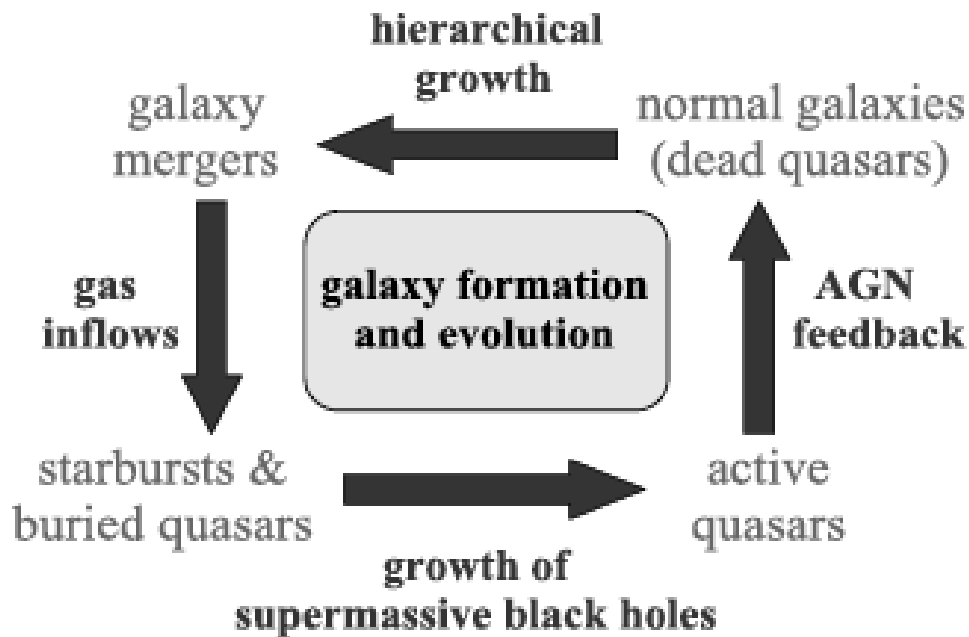 hierarchical
growth
galaxy
mergers
normal galaxies
(dead quasars)
gas
inflows
galaxy formation
and evolution
AGN
feedback
starbursts &
buried quasars
active
quasars
growth of
supermassive black holes